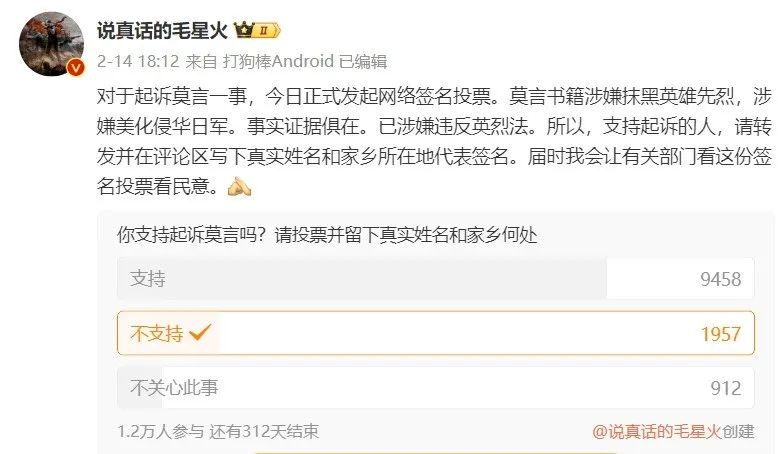 说真话的毛星火 II
2-14 18:12 来自 打狗棒Android 已编辑
对于起诉莫言一事，今日正式发起网络签名投票。莫言书籍涉嫌抹黑英雄先烈，涉
嫌美化侵华日军。事实证据俱在。已涉嫌违反英烈法。所以，支持起诉的人，请转
发并在评论区写下真实姓名和家乡所在地代表签名。届时我会让有关部门看这份签
名投票看民意。
你支持起诉莫言吗？请投票并留下真实姓名和家乡何处
支持 9458
不支持 1957
不关心此事 912
1.2万人参与 还有312天结束 @说真话的毛星火创建